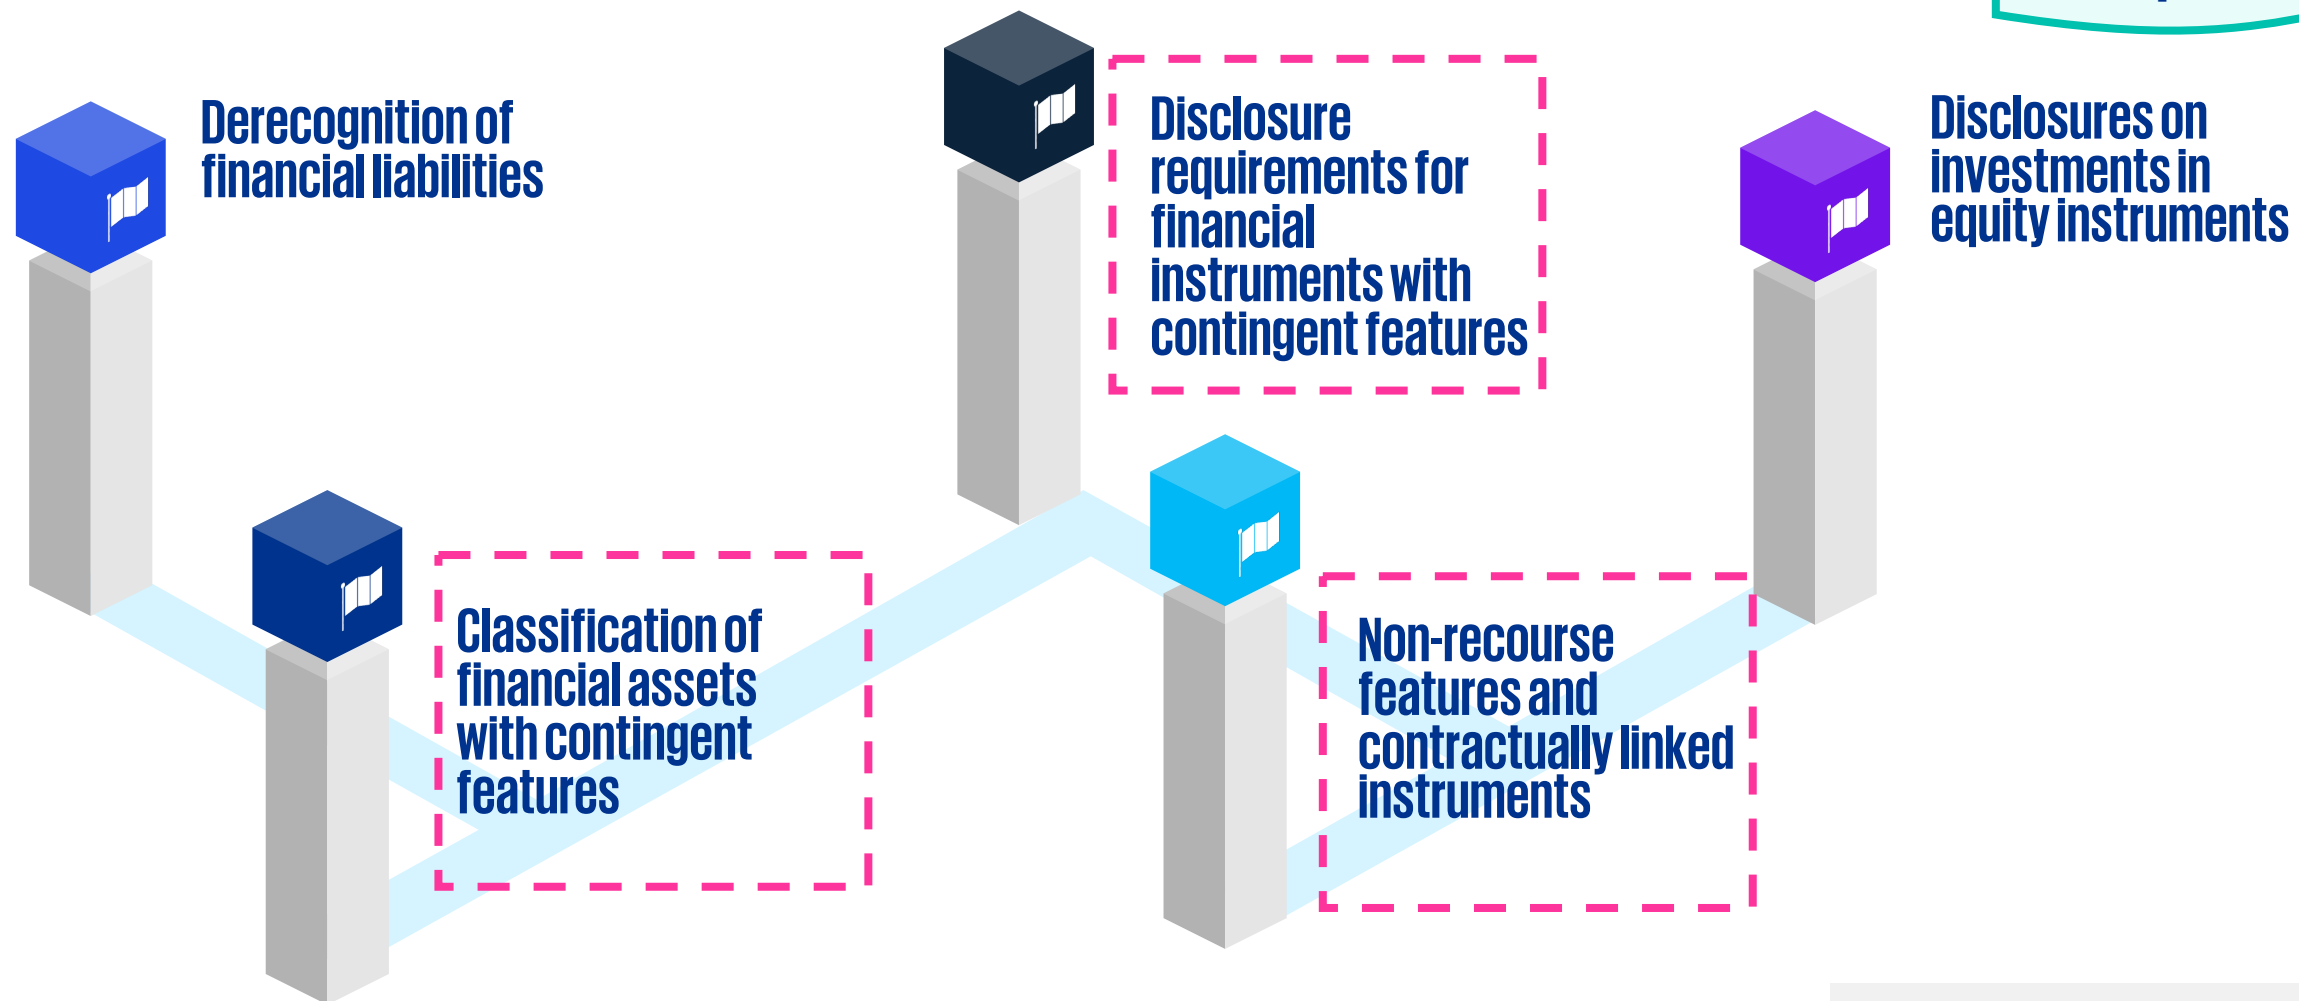 Derecognition of
financial liabilities
Classification of
financial assets
with contingent
features
Disclosure
requirements for
financial
instruments with
contingent features
Non-recourse
features and
contractually linked
instruments
Disclosures on
investments in
equity instruments